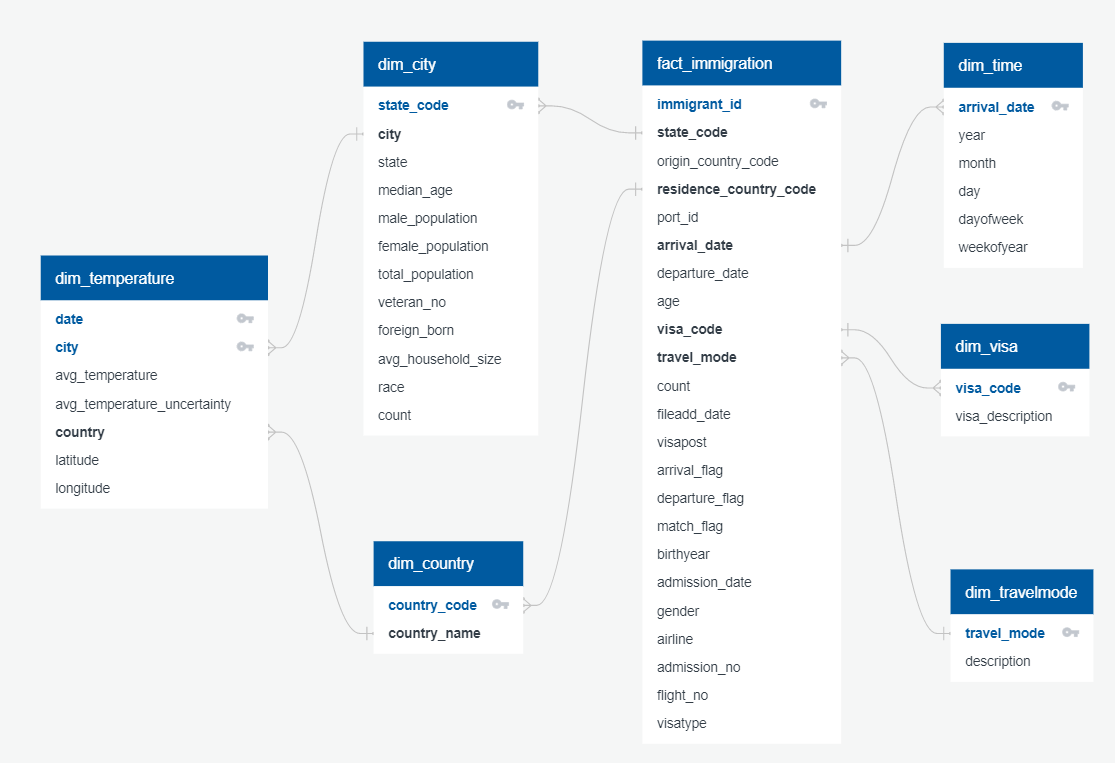 dim_city
state_code
city
state
median_age
male_population
female_population
total_population
veteran_no
foreign_born
avg_household_size
race
count
fact_immigration
immigrant_id
state_code
origin_country_code
residence_country_code
port_id
arrival_date
departure_date
age
visa_code
travel_mode
count
fileadd_date
visapost
arrival_flag
departure_flag
match_flag
birthyear
admission_date
gender
airline
admission_no
flight_no
visatype
dim_time
arrival_date
year
month
day
dayofweek
weekofyear
dim_temperature
date
city
avg_temperature
avg_temperature_uncertainty
country
latitude
longitude
dim_visa
visa_code
visa_description
dim_country
country_code
country_name
dim_travelmode
travel_mode
description